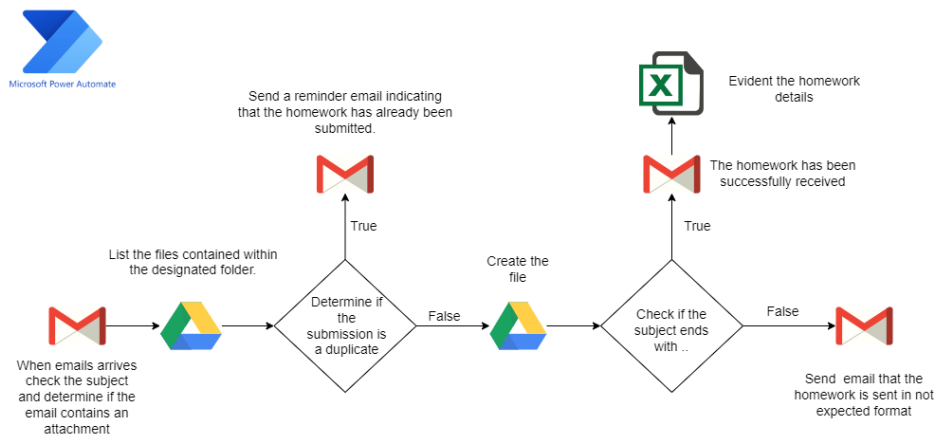 Microsoft Power Automate
Send a reminder email indicating
that the homework has already been
submitted.
Evident the homework
details
X
The homework has been
successfully received
True
True
List the files contained within
the designated folder.
Create the
file
Determine if
the
submission is
a duplicate
False
Check if the
subject ends
with ..
False
When emails arrives
check the subject
and determine if the
email contains an
attachment
Send  email that the
homework is sent in not
expected format